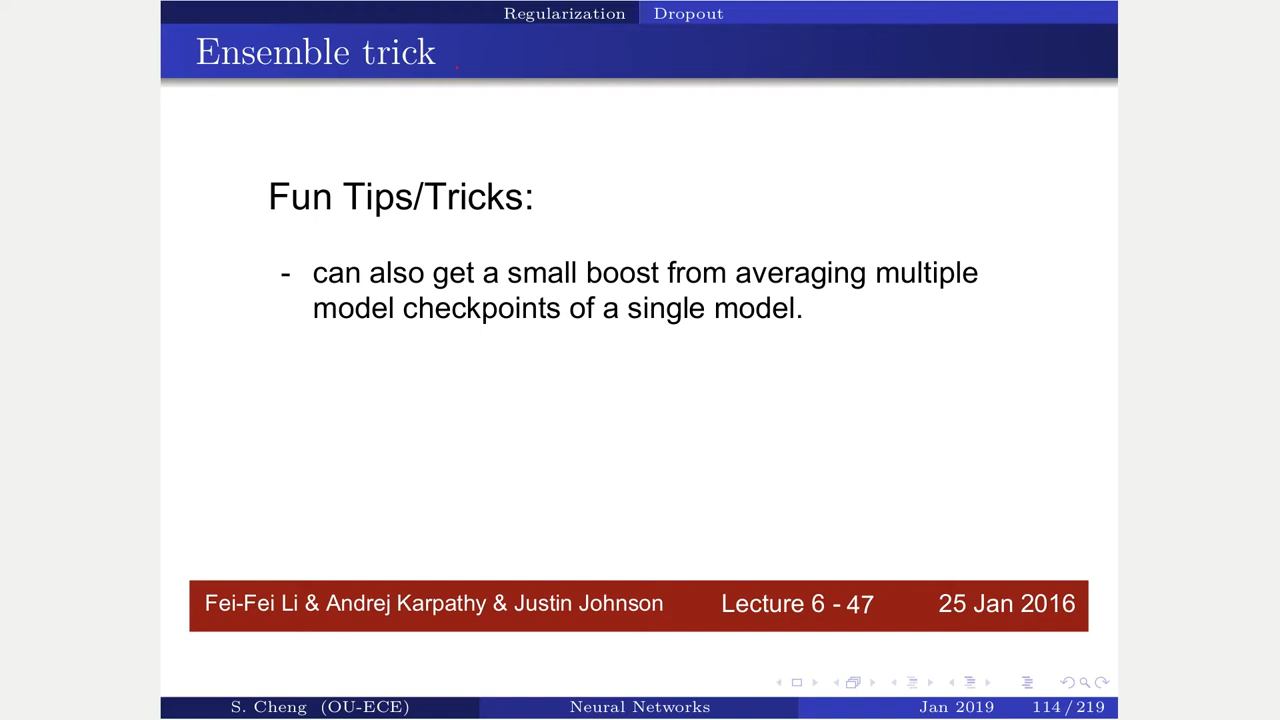 Regularization Dropout
Ensemble trick
Fun Tips/Tricks:
- can also get a small boost from averaging multiple
model checkpoints of a single model.
Fei-Fei Li & Andrej Karpathy & Justin Johnson Lecture 6 - 47 25 Jan 2016
S. Cheng (OU-ECE) Neural Networks Jan 2019 114 / 219